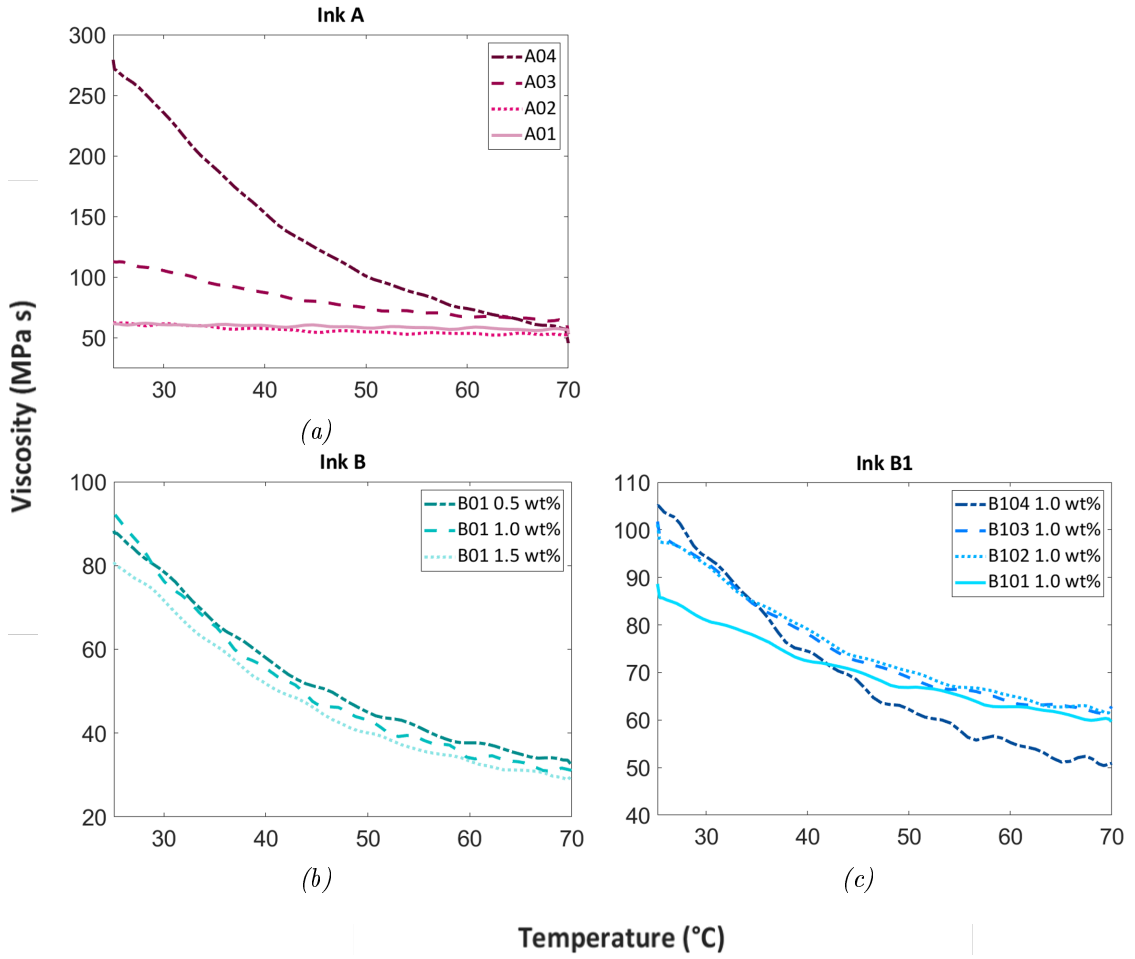 Ink A
300
250
200
150
100
50
30 40 50 60 70
A04
A03
A02
A01
(a)
Viscosity (MPa s)
Ink B
100
80
60
40
20
30 40 50 60 70
B01 0.5 wt%
B01 1.0 wt%
B01 1.5 wt%
(b)
Ink B1
110
100
90
80
70
60
50
40
30 40 50 60 70
B104 1.0 wt%
B103 1.0 wt%
B102 1.0 wt%
B101 1.0 wt%
(c)
Temperature (°C)